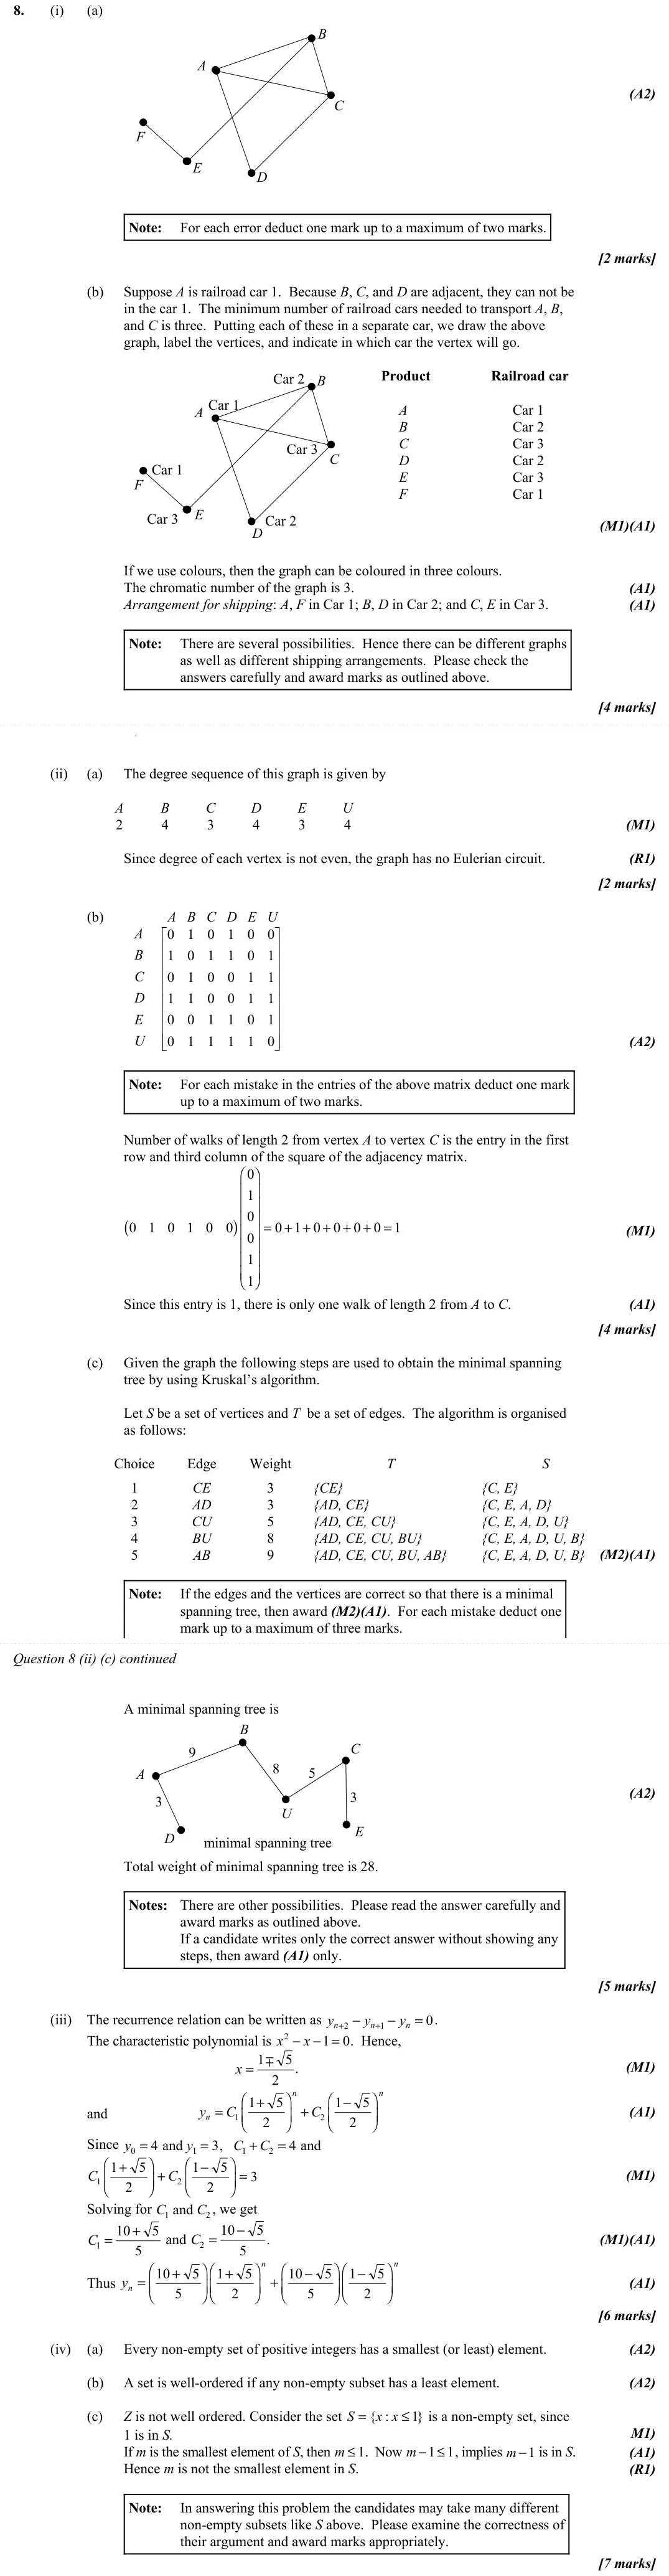 8. (i) (a)
B
A
C
(A2)
F
E
D
Note: For each error deduct one mark up to a maximum of two marks.
[2 marks]
(b) Suppose A is railroad car 1. Because B, C, and D are adjacent, they can not be
in the car 1. The minimum number of railroad cars needed to transport A, B,
and C is three. Putting each of these in a separate car, we draw the above
graph, label the vertices, and indicate in which car the vertex will go.
Car 2 B Product Railroad car
A Car 1
A Car 1
B Car 2
Car 3 C Car 3
C D Car 2
F Car 1 E Car 3
F Car 1
Car 3 E Car 2
D
(M1)(A1)
If we use colours, then the graph can be coloured in three colours.
The chromatic number of the graph is 3. (A1)
Arrangement for shipping: A, F in Car 1; B, D in Car 2; and C, E in Car 3. (A1)
Note: There are several possibilities. Hence there can be different graphs
as well as different shipping arrangements. Please check the
answers carefully and award marks as outlined above.
[4 marks]
(ii) (a) The degree sequence of this graph is given by
A B C D E U
2 4 3 4 3 4 (M1)
Since degree of each vertex is not even, the graph has no Eulerian circuit. (R1)
[2 marks]
(b) A B C D E U
A 0 1 0 1 0 0
B 1 0 1 1 0 1
C 0 1 0 0 1 1
D 1 1 0 0 1 1
E 0 0 1 1 0 1
U 0 1 1 1 1 0 (A2)
Note: For each mistake in the entries of the above matrix deduct one mark
up to a maximum of two marks.
Number of walks of length 2 from vertex A to vertex C is the entry in the first
row and third column of the square of the adjacency matrix.
(0 1 0 1 0 0) (0 1 0 0 1 1) = 0+1+0+0+0+0 = 1 (M1)
Since this entry is 1, there is only one walk of length 2 from A to C. (A1)
[4 marks]
(c) Given the graph the following steps are used to obtain the minimal spanning
tree by using Kruskal's algorithm.
Let S be a set of vertices and T be a set of edges. The algorithm is organised
as follows:
Choice Edge Weight T S
1 CE 3 {CE} {C, E}
2 AD 3 {AD, CE} {C, E, A, D}
3 CU 5 {AD, CE, CU} {C, E, A, D, U}
4 BU 8 {AD, CE, CU, BU} {C, E, A, D, U, B}
5 AB 9 {AD, CE, CU, BU, AB} {C, E, A, D, U, B} (M2)(A1)
Note: If the edges and the vertices are correct so that there is a minimal
spanning tree, then award (M2)(A1). For each mistake deduct one
mark up to a maximum of three marks.
Question 8 (ii) (c) continued
A minimal spanning tree is
B
9 C
A 8 5
3 U 3 (A2)
D E
minimal spanning tree
Total weight of minimal spanning tree is 28.
Notes: There are other possibilities. Please read the answer carefully and
award marks as outlined above.
If a candidate writes only the correct answer without showing any
steps, then award (A1) only.
[5 marks]
(iii) The recurrence relation can be written as yₙ₊₂ − yₙ₊₁ − yₙ = 0.
The characteristic polynomial is x² − x − 1 = 0. Hence,
x = (1∓√5)/2. (M1)
and yₙ = C₁((1+√5)/2)ⁿ + C₂((1−√5)/2)ⁿ (A1)
Since y₀ = 4 and y₁ = 3, C₁ + C₂ = 4 and
C₁((1+√5)/2) + C₂((1−√5)/2) = 3 (M1)
Solving for C₁ and C₂, we get
C₁ = (10+√5)/5 and C₂ = (10−√5)/5. (M1)(A1)
Thus yₙ = ((10+√5)/5)((1+√5)/2)ⁿ + ((10−√5)/5)((1−√5)/2)ⁿ (A1)
[6 marks]
(iv) (a) Every non-empty set of positive integers has a smallest (or least) element. (A2)
(b) A set is well-ordered if any non-empty subset has a least element. (A2)
(c) Z is not well ordered. Consider the set S = {x : x ≤ 1} is a non-empty set, since
1 is in S. M1)
If m is the smallest element of S, then m ≤ 1. Now m − 1 ≤ 1, implies m − 1 is in S. (A1)
Hence m is not the smallest element in S. (R1)
Note: In answering this problem the candidates may take many different
non-empty subsets like S above. Please examine the correctness of
their argument and award marks appropriately.
[7 marks]